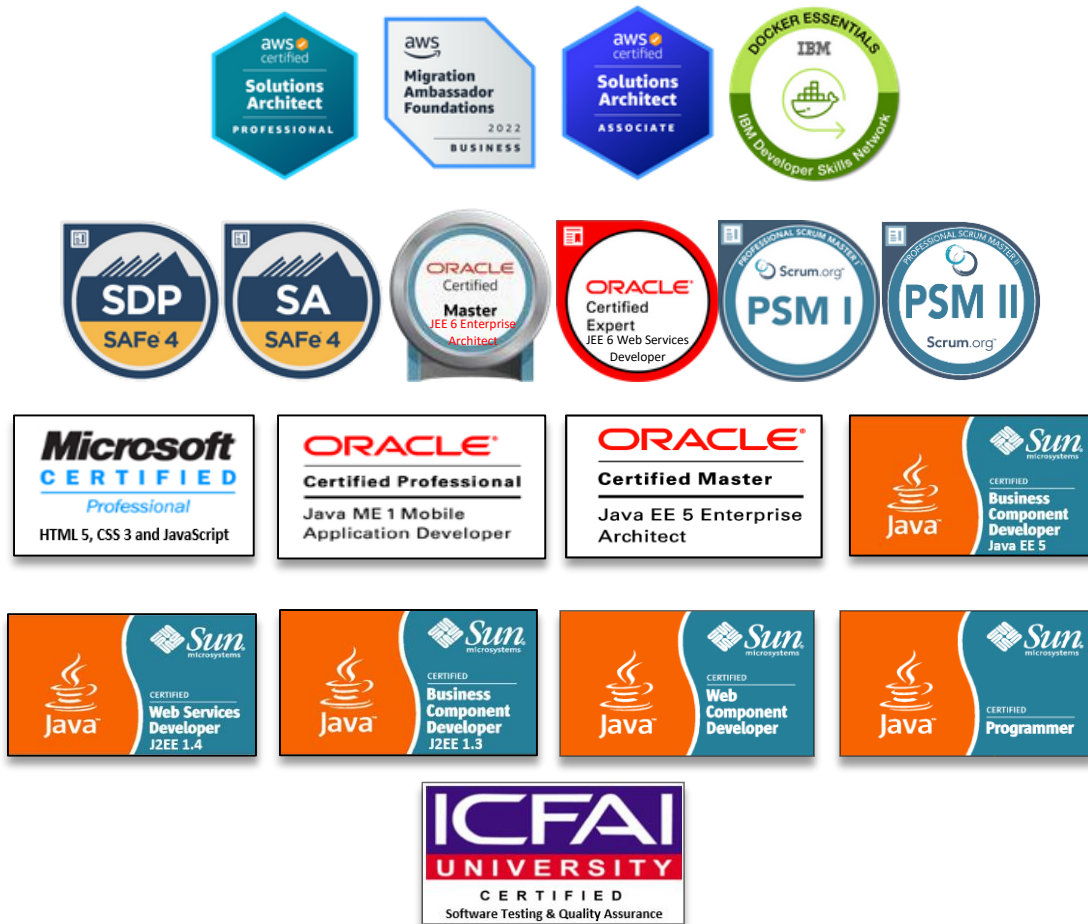 aws
certified
Solutions
Architect
PROFESSIONAL
aws
Migration
Ambassador
Foundations
2022
BUSINESS
aws
certified
Solutions
Architect
ASSOCIATE
DOCKER ESSENTIALS
IBM
IBM Developer Skills Network
SDP
SAFe® 4
SA
SAFe® 4
ORACLE
Certified
Master
JEE 6 Enterprise
Architect
ORACLE®
Certified
Expert
JEE 6 Web Services
Developer
PROFESSIONAL SCRUM MASTER I
Scrum.org
PSM I
PROFESSIONAL SCRUM MASTER II
PSM II
Scrum.org
Microsoft
CERTIFIED
Professional
HTML 5, CSS 3 and JavaScript
ORACLE®
Certified Professional
Java ME 1 Mobile
Application Developer
ORACLE®
Certified Master
Java EE 5 Enterprise
Architect
Java™
Sun
microsystems
CERTIFIED
Business
Component
Developer
Java EE 5
Java™
Sun
microsystems
CERTIFIED
Web Services
Developer
J2EE 1.4
Java™
Sun
microsystems
CERTIFIED
Business
Component
Developer
J2EE 1.3
Java™
Sun
microsystems
CERTIFIED
Web
Component
Developer
Java™
Sun
microsystems
CERTIFIED
Programmer
ICFAI
UNIVERSITY
CERTIFIED
Software Testing & Quality Assurance